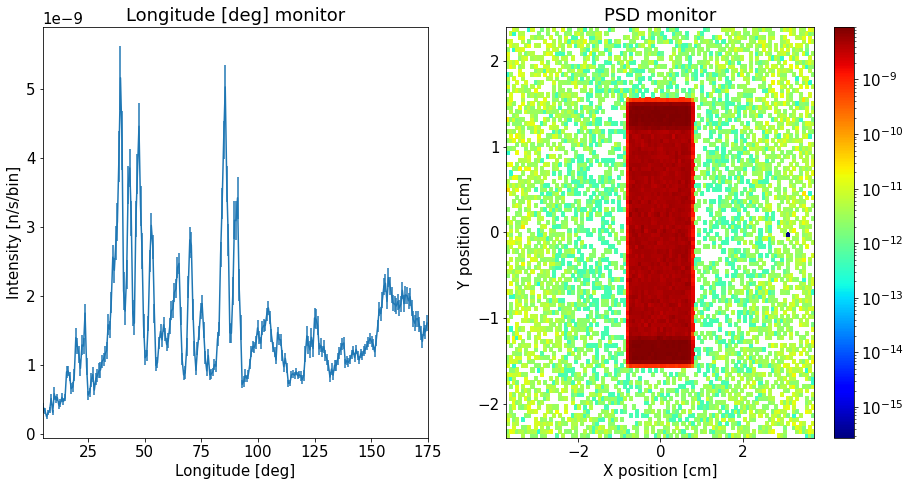 Longitude [deg] monitor
1e−9
Intensity [n/s/bin]
5
4
3
2
1
0
25 50 75 100 125 150 175
Longitude [deg]
PSD monitor
Y position [cm]
2
1
0
−1
−2
−2 0 2
X position [cm]
10⁻⁹
10⁻¹⁰
10⁻¹¹
10⁻¹²
10⁻¹³
10⁻¹⁴
10⁻¹⁵